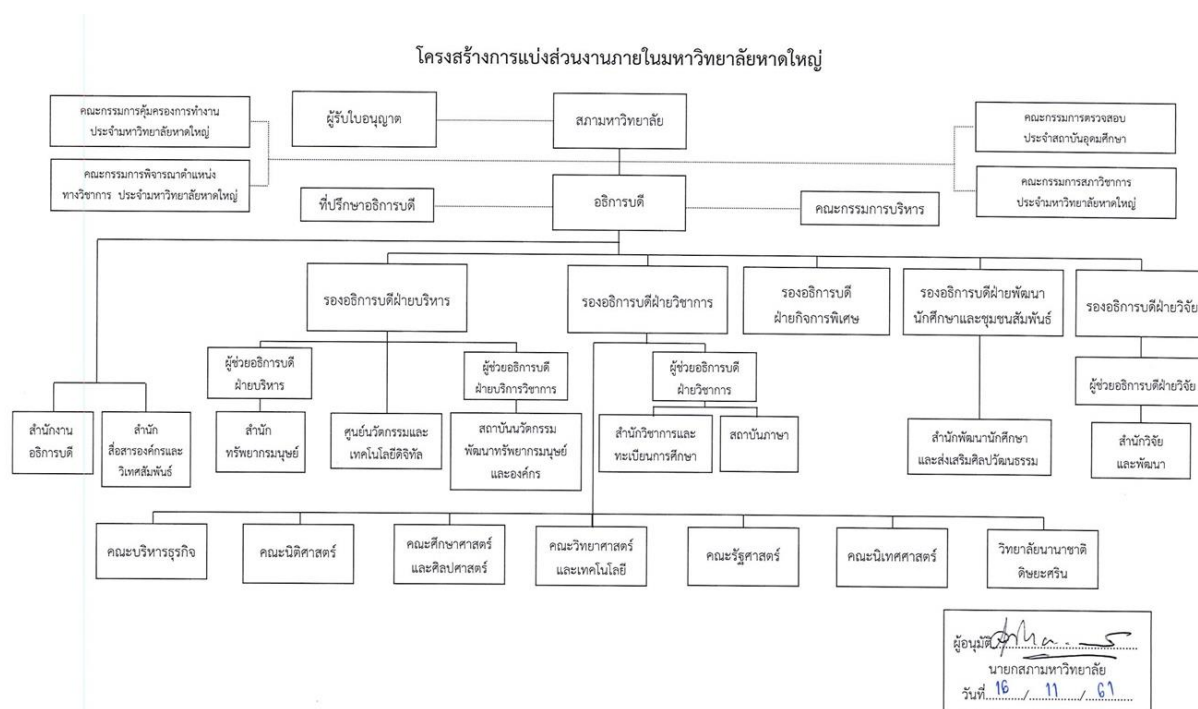 โครงสร้างการแบ่งส่วนงานภายในมหาวิทยาลัยหาดใหญ่
คณะกรรมการคุ้มครองการทำงาน
ประจำมหาวิทยาลัยหาดใหญ่
ผู้รับใบอนุญาต
สภามหาวิทยาลัย
คณะกรรมการตรวจสอบ
ประจำสถาบันอุดมศึกษา
คณะกรรมการพิจารณาตำแหน่ง
ทางวิชาการ ประจำมหาวิทยาลัยหาดใหญ่
คณะกรรมการสภาวิชาการ
ประจำมหาวิทยาลัยหาดใหญ่
ที่ปรึกษาอธิการบดี
อธิการบดี
คณะกรรมการบริหาร
รองอธิการบดีฝ่ายบริหาร
รองอธิการบดีฝ่ายวิชาการ
รองอธิการบดี
ฝ่ายกิจการพิเศษ
รองอธิการบดีฝ่ายพัฒนา
นักศึกษาและชุมชนสัมพันธ์
รองอธิการบดีฝ่ายวิจัย
ผู้ช่วยอธิการบดี
ฝ่ายบริหาร
ผู้ช่วยอธิการบดี
ฝ่ายบริการวิชาการ
ผู้ช่วยอธิการบดี
ฝ่ายวิชาการ
ผู้ช่วยอธิการบดีฝ่ายวิจัย
สำนักงาน
อธิการบดี
สำนัก
สื่อสารองค์กรและ
วิเทศสัมพันธ์
สำนัก
ทรัพยากรมนุษย์
ศูนย์นวัตกรรมและ
เทคโนโลยีดิจิทัล
สถาบันนวัตกรรม
พัฒนาทรัพยากรมนุษย์
และองค์กร
สำนักวิชาการและ
ทะเบียนการศึกษา
สถาบันภาษา
สำนักพัฒนานักศึกษา
และส่งเสริมศิลปวัฒนธรรม
สำนักวิจัย
และพัฒนา
คณะบริหารธุรกิจ
คณะนิติศาสตร์
คณะศึกษาศาสตร์
และศิลปศาสตร์
คณะวิทยาศาสตร์
และเทคโนโลยี
คณะรัฐศาสตร์
คณะนิเทศศาสตร์
วิทยาลัยนานาชาติ
ดิษยะศริน
ผู้อนุมัติ
นายกสภามหาวิทยาลัย
วันที่ 16 / 11 / 61